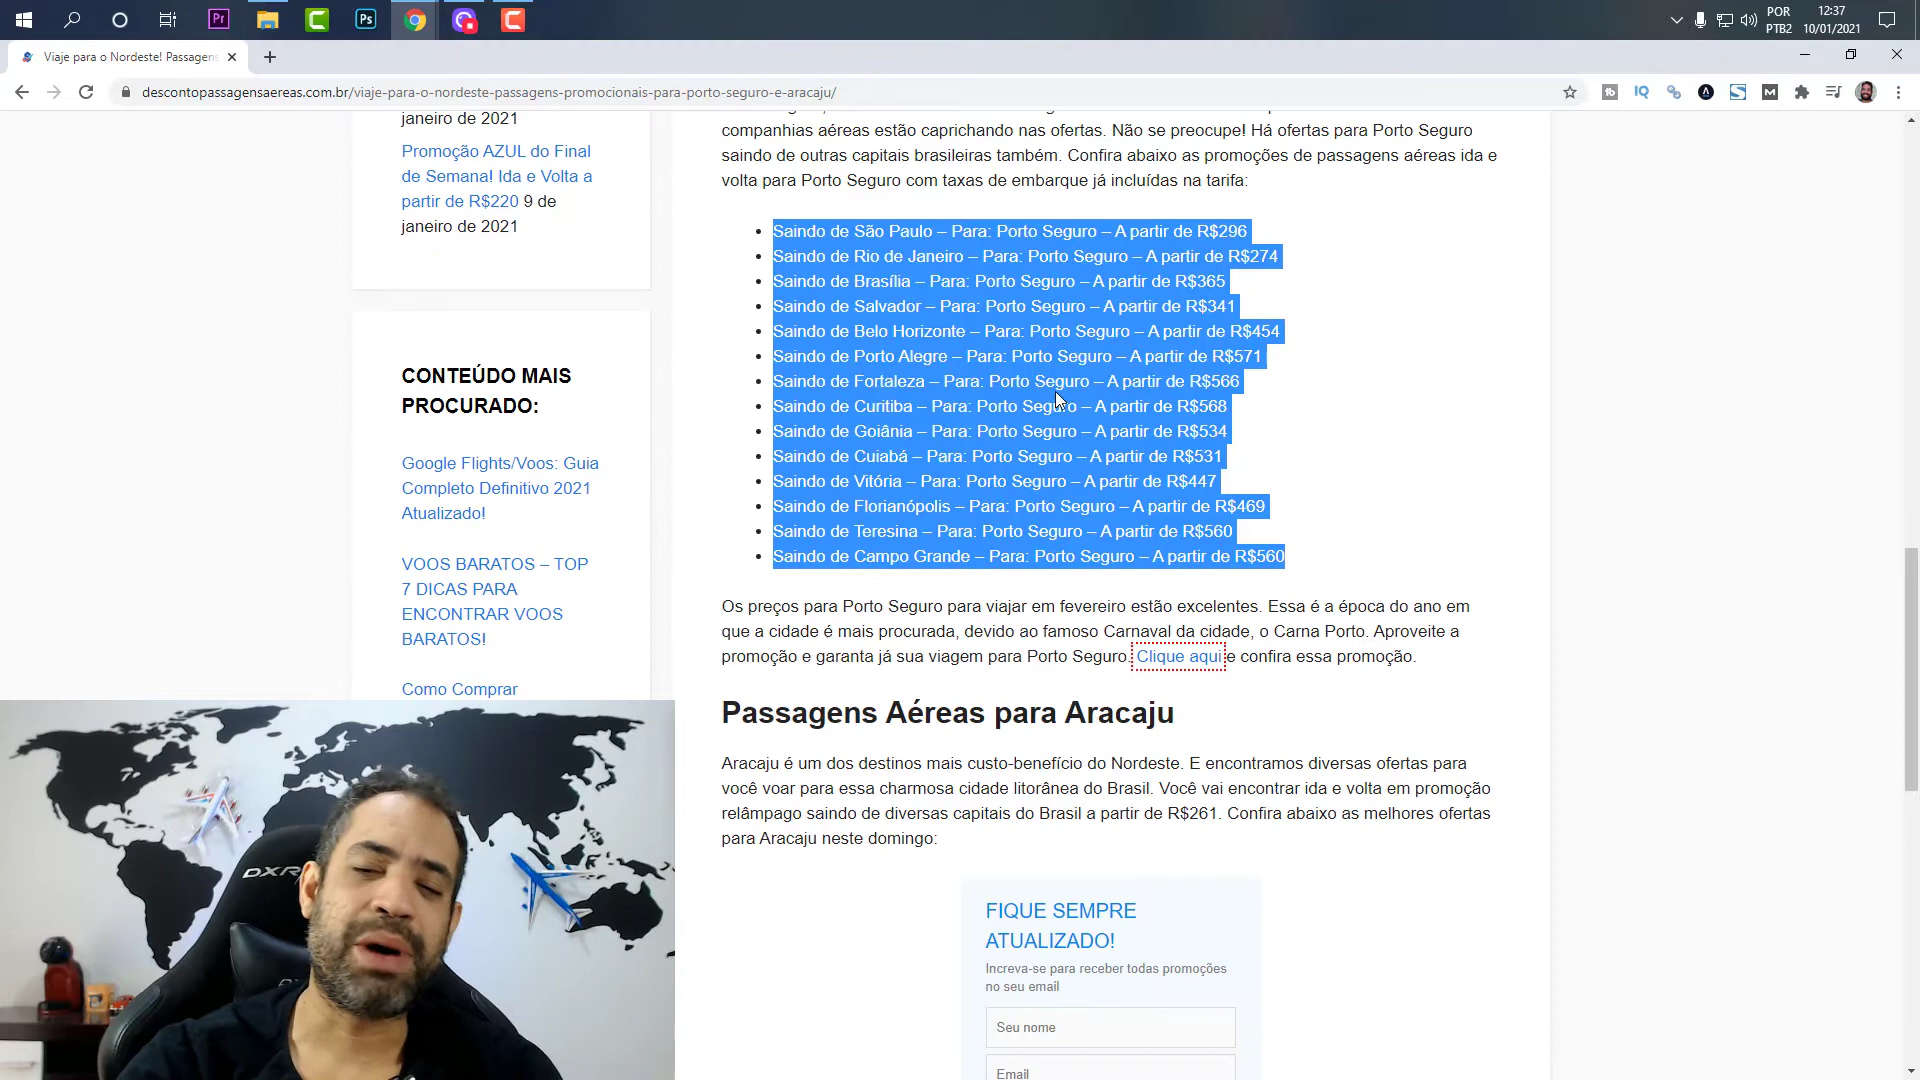 POR
12:37
PTB2
10/01/2021
Viaje para o Nordeste! Passagens
descontopassagensaereas.com.br/viaje-para-o-nordeste-passagens-promocionais-para-porto-seguro-e-aracaju/
janeiro de 2021
Promoção AZUL do Final
de Semana! Ida e Volta a
partir de R$220 9 de
janeiro de 2021
CONTEÚDO MAIS
PROCURADO:
Google Flights/Voos: Guia
Completo Definitivo 2021
Atualizado!
VOOS BARATOS – TOP
7 DICAS PARA
ENCONTRAR VOOS
BARATOS!
Como Comprar
companhias aéreas estão caprichando nas ofertas. Não se preocupe! Há ofertas para Porto Seguro
saindo de outras capitais brasileiras também. Confira abaixo as promoções de passagens aéreas ida e
volta para Porto Seguro com taxas de embarque já incluídas na tarifa:
Saindo de São Paulo – Para: Porto Seguro – A partir de R$296
Saindo de Rio de Janeiro – Para: Porto Seguro – A partir de R$274
Saindo de Brasília – Para: Porto Seguro – A partir de R$365
Saindo de Salvador – Para: Porto Seguro – A partir de R$341
Saindo de Belo Horizonte – Para: Porto Seguro – A partir de R$454
Saindo de Porto Alegre – Para: Porto Seguro – A partir de R$571
Saindo de Fortaleza – Para: Porto Seguro – A partir de R$566
Saindo de Curitiba – Para: Porto Seguro – A partir de R$568
Saindo de Goiânia – Para: Porto Seguro – A partir de R$534
Saindo de Cuiabá – Para: Porto Seguro – A partir de R$531
Saindo de Vitória – Para: Porto Seguro – A partir de R$447
Saindo de Florianópolis – Para: Porto Seguro – A partir de R$469
Saindo de Teresina – Para: Porto Seguro – A partir de R$560
Saindo de Campo Grande – Para: Porto Seguro – A partir de R$560
Os preços para Porto Seguro para viajar em fevereiro estão excelentes. Essa é a época do ano em
que a cidade é mais procurada, devido ao famoso Carnaval da cidade, o Carna Porto. Aproveite a
promoção e garanta já sua viagem para Porto Seguro. Clique aqui e confira essa promoção.
Passagens Aéreas para Aracaju
Aracaju é um dos destinos mais custo-benefício do Nordeste. E encontramos diversas ofertas para
você voar para essa charmosa cidade litorânea do Brasil. Você vai encontrar ida e volta em promoção
relâmpago saindo de diversas capitais do Brasil a partir de R$261. Confira abaixo as melhores ofertas
para Aracaju neste domingo:
FIQUE SEMPRE
ATUALIZADO!
Increva-se para receber todas promoções
no seu email
Seu nome
Email